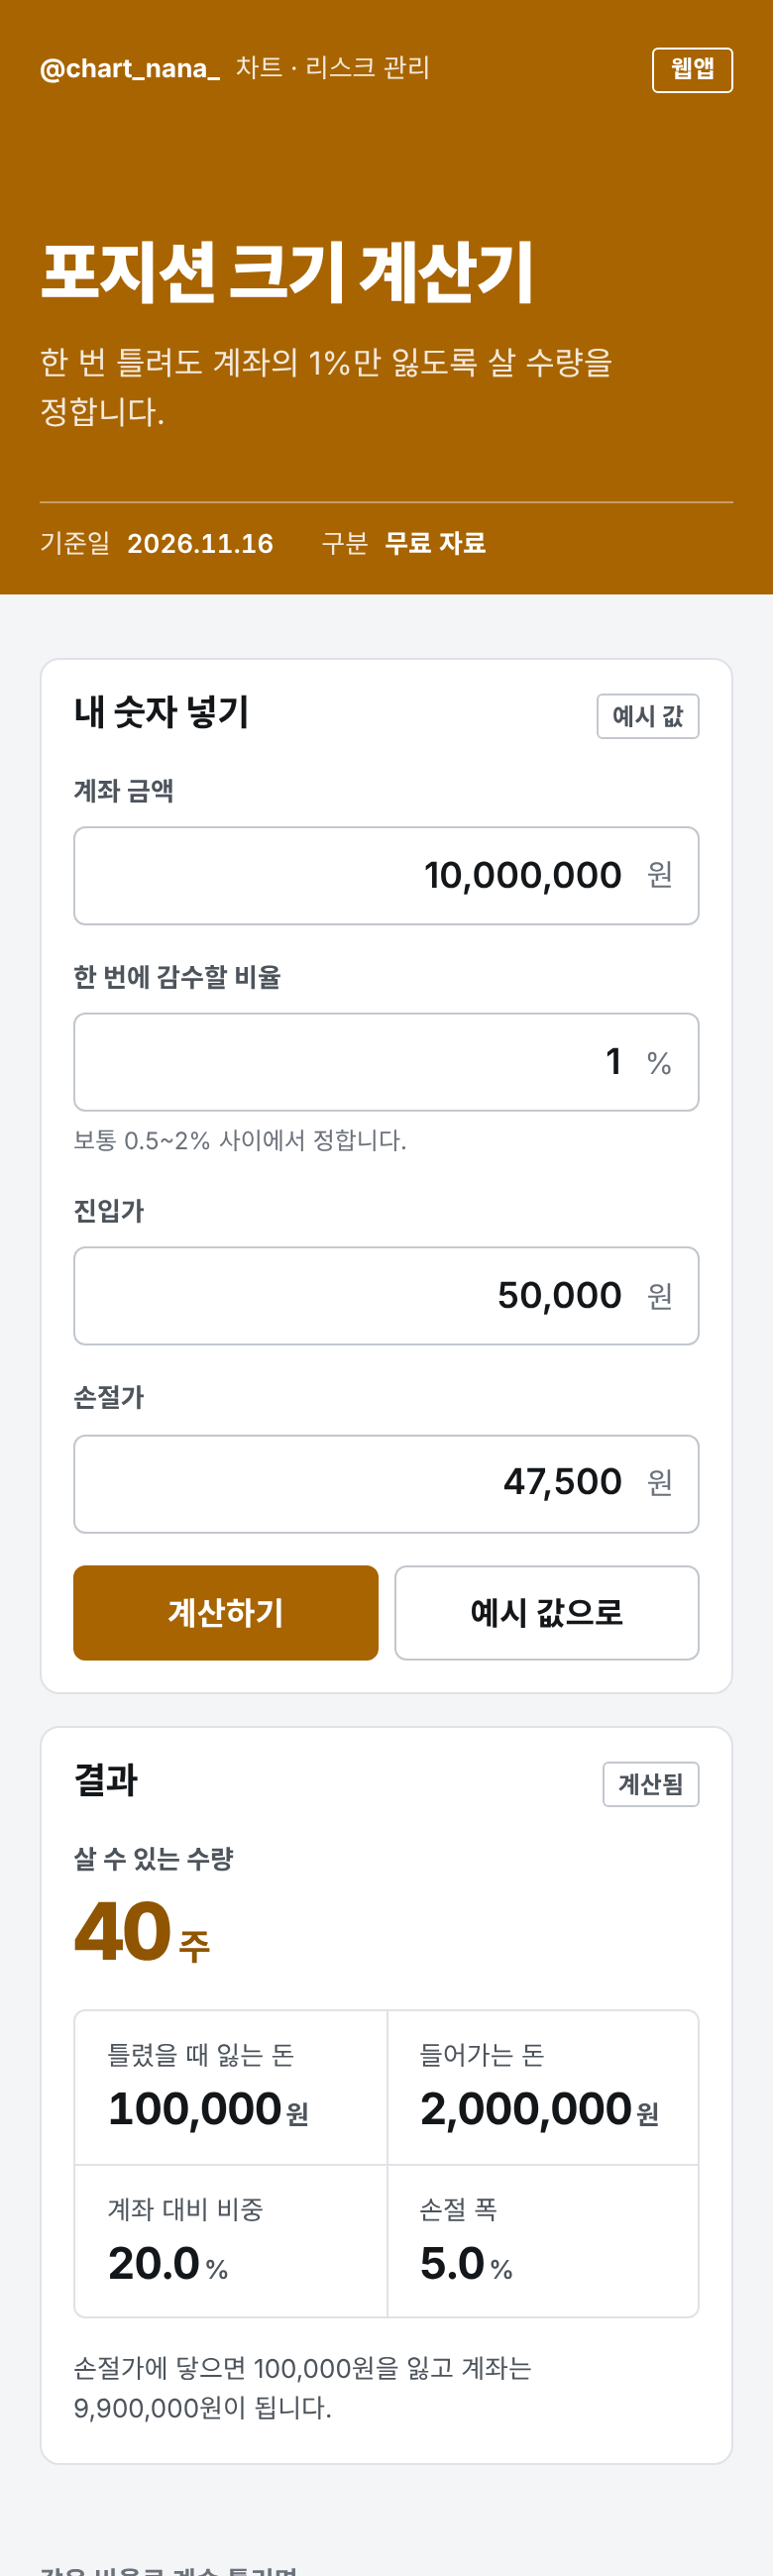 @chart_nana_ 차트 · 리스크 관리
웹앱
포지션 크기 계산기
한 번 틀려도 계좌의 1%만 잃도록 살 수량을
정합니다.
기준일 2026.11.16 구분 무료 자료
내 숫자 넣기
예시 값
계좌 금액
10,000,000 원
한 번에 감수할 비율
1 %
보통 0.5~2% 사이에서 정합니다.
진입가
50,000 원
손절가
47,500 원
계산하기
예시 값으로
결과
계산됨
살 수 있는 수량
40 주
틀렸을 때 잃는 돈
100,000원
들어가는 돈
2,000,000원
계좌 대비 비중
20.0%
손절 폭
5.0%
손절가에 닿으면 100,000원을 잃고 계좌는
9,900,000원이 됩니다.